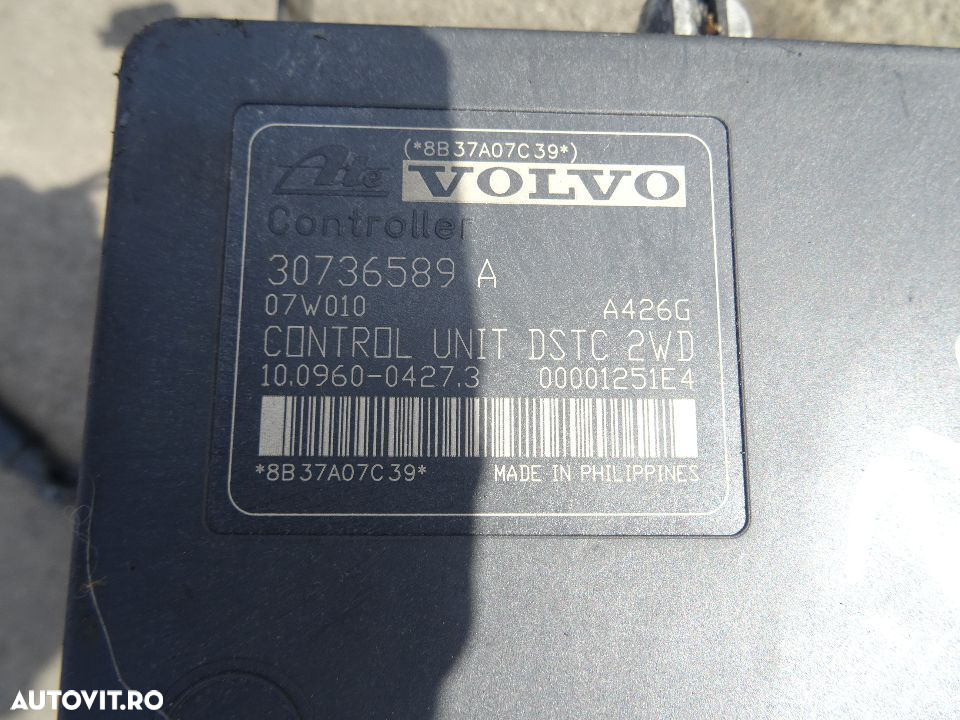 (*8B37A07C39*)
Ate VOLVO
Controller
30736589 A
07W010 A426G
CONTROL UNIT DSTC 2WD
10.0960-0427.3 00001251E4
*8B37A07C39* MADE IN PHILIPPINES
AUTOVIT.RO